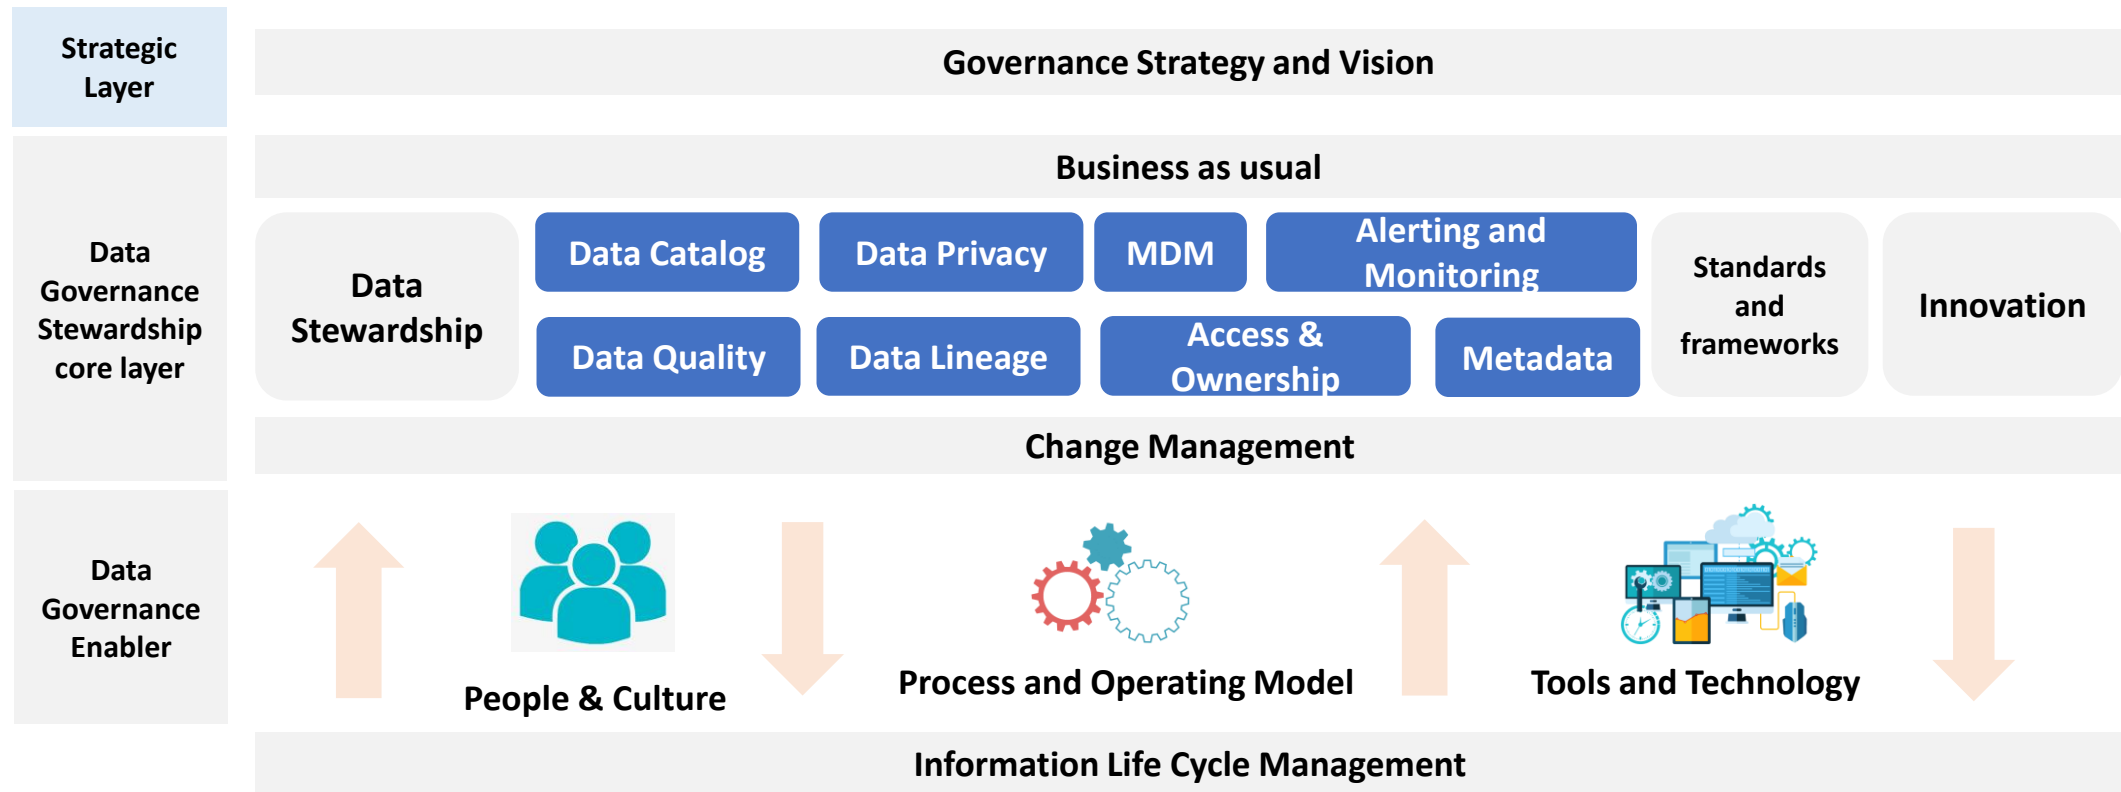 Strategic
Layer
Governance Strategy and Vision
Data
Governance
Stewardship
core layer
Business as usual
Data
Stewardship
Data Catalog
Data Privacy
MDM
Alerting and
Monitoring
Data Quality
Data Lineage
Access &
Ownership
Metadata
Standards
and
frameworks
Innovation
Change Management
Data
Governance
Enabler
People & Culture
Process and Operating Model
Tools and Technology
Information Life Cycle Management